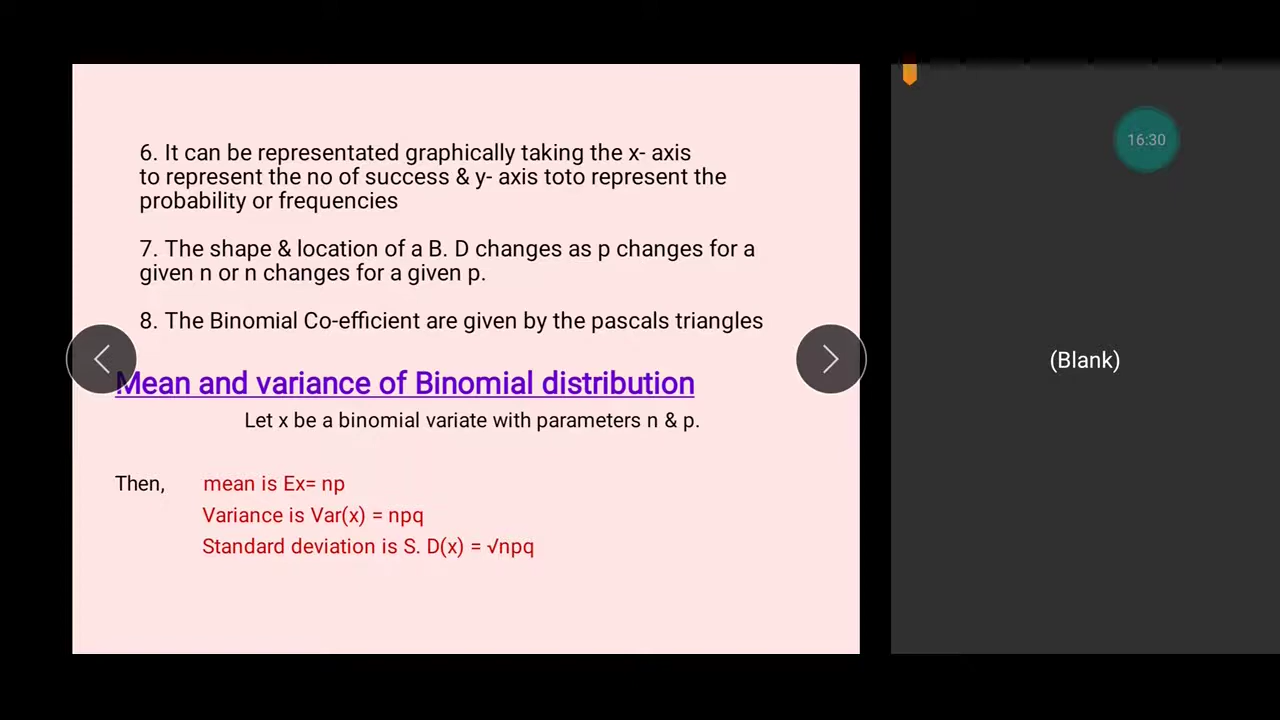 6. It can be representated graphically taking the x- axis
to represent the no of success & y- axis toto represent the
probability or frequencies
7. The shape & location of a B. D changes as p changes for a
given n or n changes for a given p.
8. The Binomial Co-efficient are given by the pascals triangles
Mean and variance of Binomial distribution
Let x be a binomial variate with parameters n & p.
Then, mean is Ex= np
Variance is Var(x) = npq
Standard deviation is S. D(x) = √npq
16:30
(Blank)